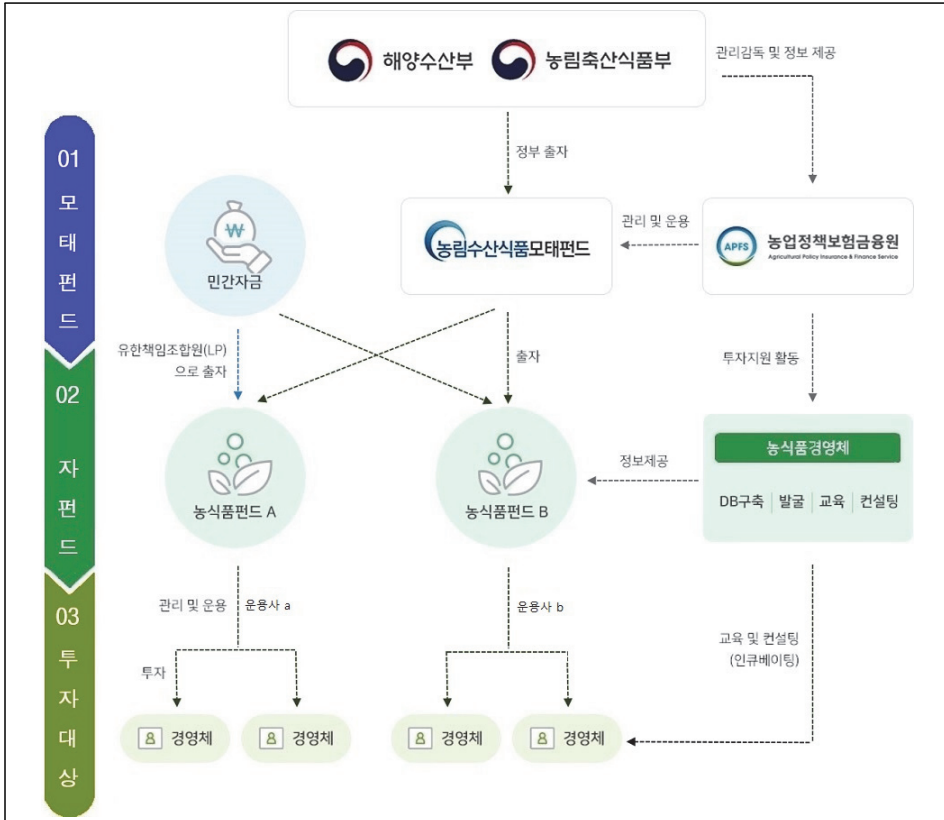 해양수산부 농림축산식품부
관리감독 및 정보 제공
01
모
태
펀
드
정부 출자
₩
민간자금
농림수산식품모태펀드
관리 및 운용
APFS 농업정책보험금융원
Agricultural Policy Insurance & Finance Service
유한책임조합원(LP)
으로 출자
출자
투자지원 활동
02
자
펀
드
농식품펀드 A
농식품펀드 B
정보제공
농식품경영체
DB구축 발굴 교육 컨설팅
03
투
자
대
상
관리 및 운용 운용사 a
운용사 b
투자
교육 및 컨설팅
(인큐베이팅)
경영체 경영체 경영체 경영체